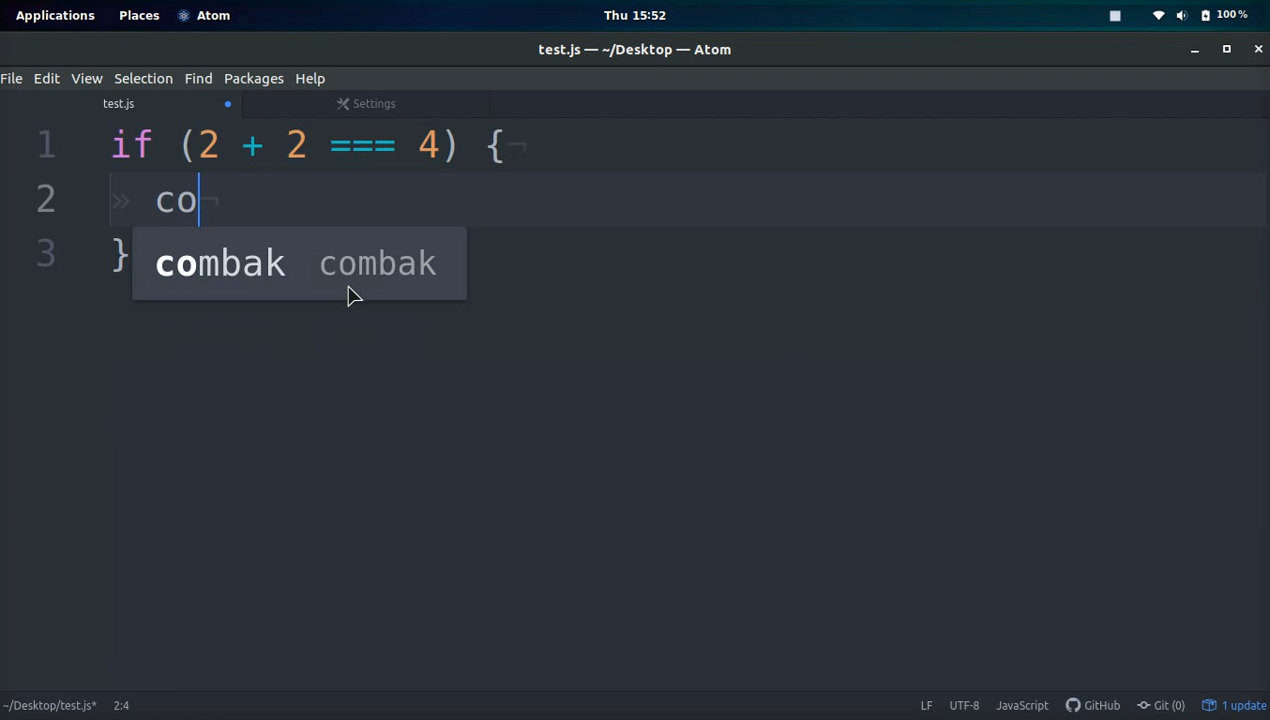 Applications Places Atom Thu 15:52 100 %
test.js — ~/Desktop — Atom
File Edit View Selection Find Packages Help
test.js Settings
1 if (2 + 2 === 4) {¬
2 » co¬
3 }
combak combak
~/Desktop/test.js* 2:4 LF UTF-8 JavaScript GitHub Git (0) 1 update